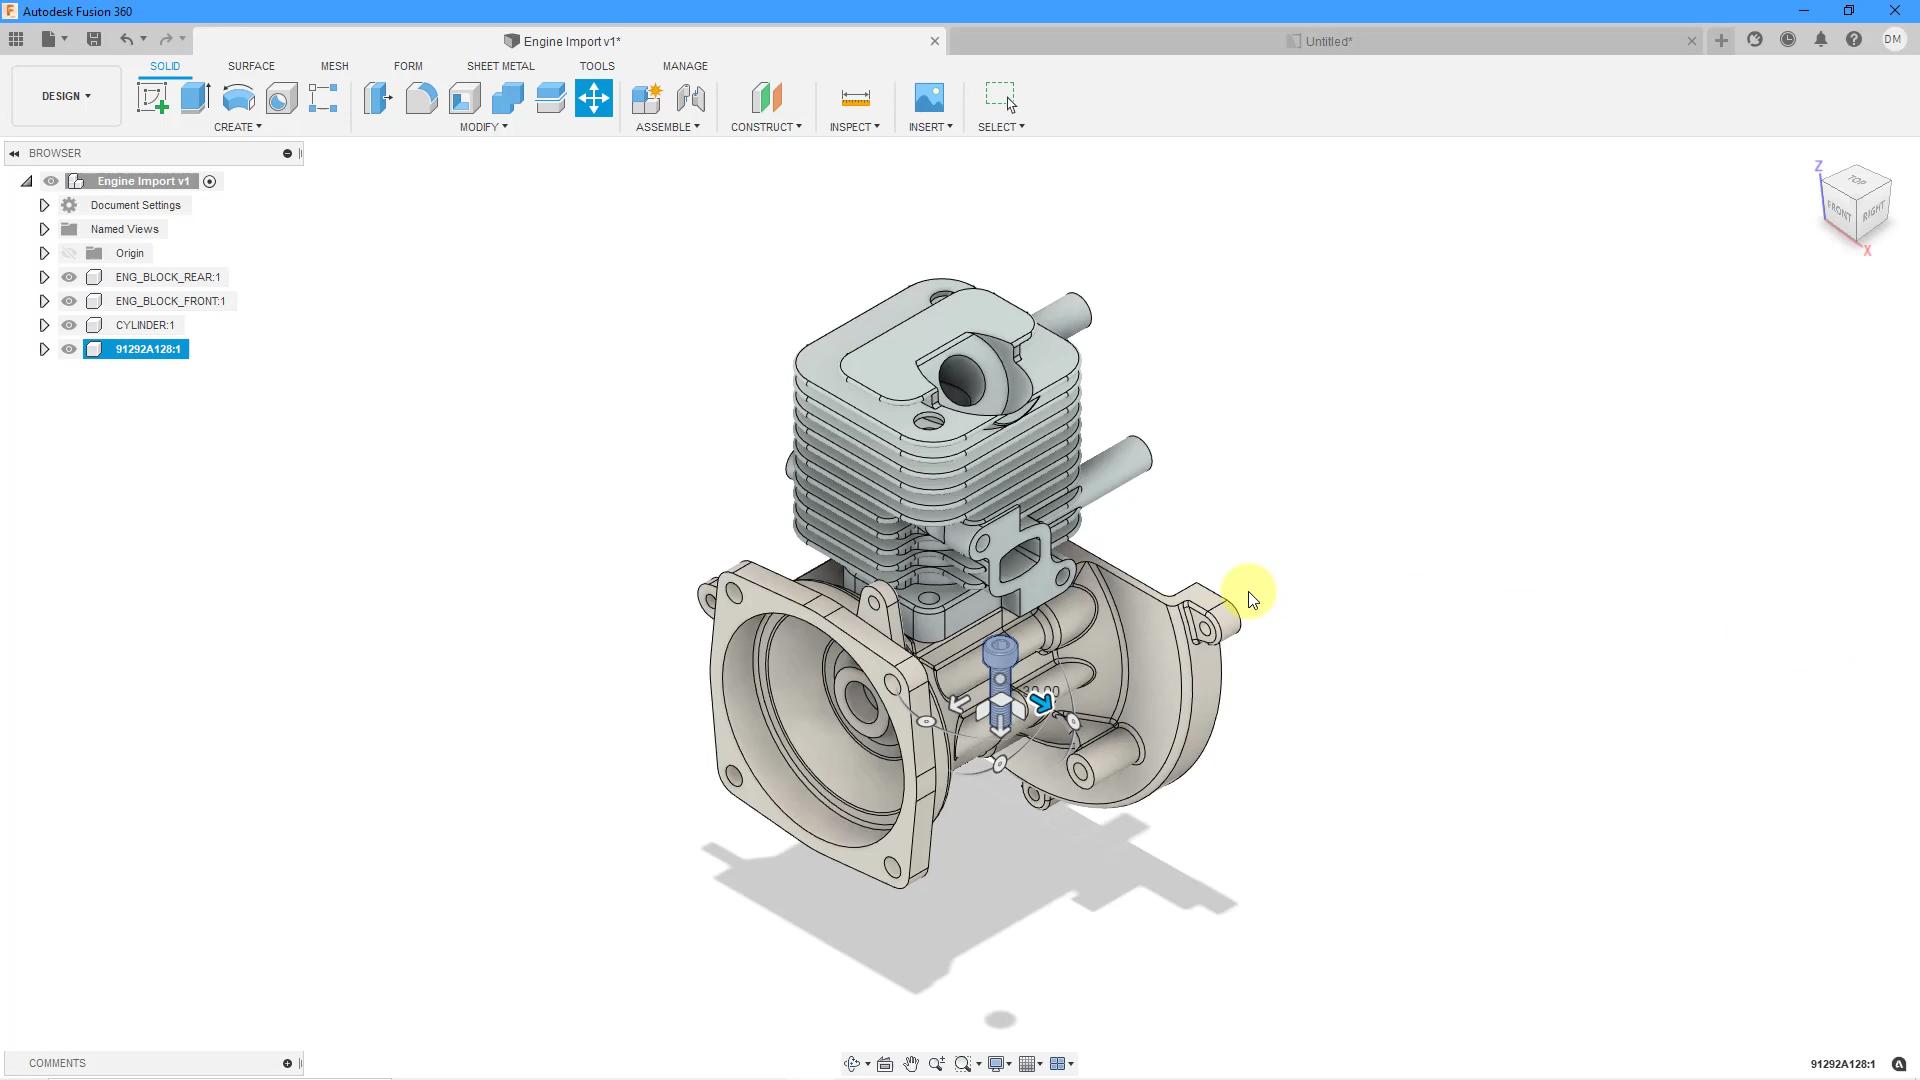 Autodesk Fusion 360
Engine Import v1*
Untitled*
DM
DESIGN
SOLID SURFACE MESH FORM SHEET METAL TOOLS MANAGE
CREATE MODIFY ASSEMBLE CONSTRUCT INSPECT INSERT SELECT
BROWSER
Engine Import v1
Document Settings
Named Views
Origin
ENG_BLOCK_REAR:1
ENG_BLOCK_FRONT:1
CYLINDER:1
91292A128:1
Z
TOP
FRONT
RIGHT
X
COMMENTS
91292A128:1